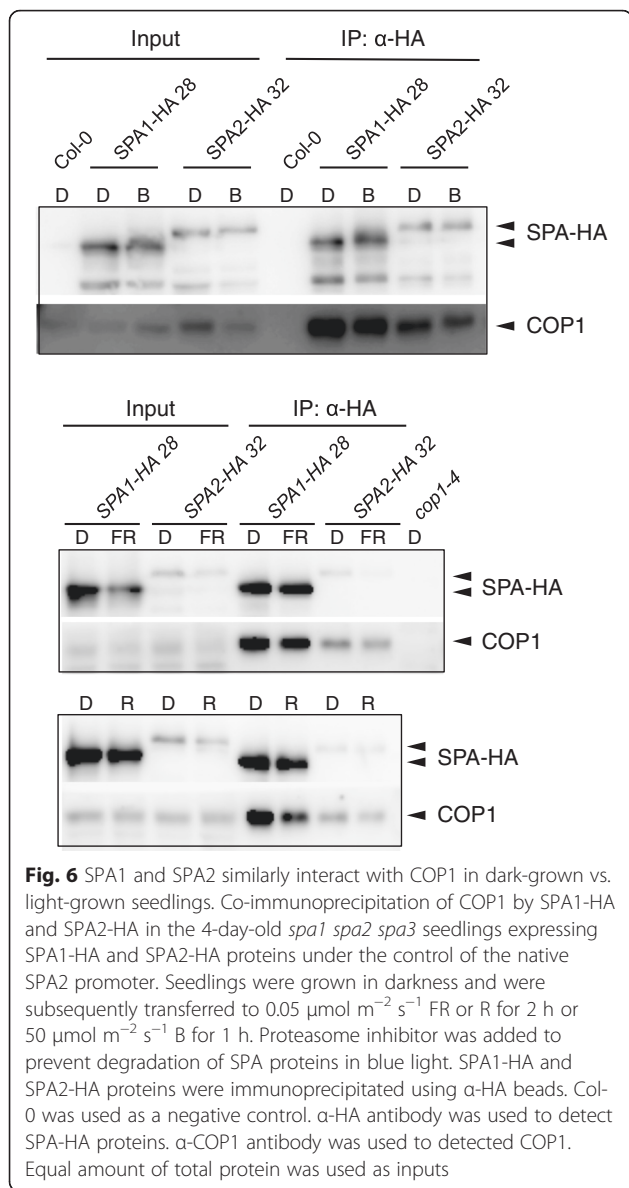 Input IP: α-HA
Col-0 SPA1-HA 28 SPA2-HA 32 Col-0 SPA1-HA 28 SPA2-HA 32
D D B D B D D B D B
SPA-HA
COP1
Input IP: α-HA
SPA1-HA 28 SPA2-HA 32 SPA1-HA 28 SPA2-HA 32 cop1-4
D FR D FR D FR D FR D
SPA-HA
COP1
D R D R D R D R
SPA-HA
COP1
Fig. 6 SPA1 and SPA2 similarly interact with COP1 in dark-grown vs.
light-grown seedlings. Co-immunoprecipitation of COP1 by SPA1-HA
and SPA2-HA in the 4-day-old spa1 spa2 spa3 seedlings expressing
SPA1-HA and SPA2-HA proteins under the control of the native
SPA2 promoter. Seedlings were grown in darkness and were
subsequently transferred to 0.05 μmol m⁻² s⁻¹ FR or R for 2 h or
50 μmol m⁻² s⁻¹ B for 1 h. Proteasome inhibitor was added to
prevent degradation of SPA proteins in blue light. SPA1-HA and
SPA2-HA proteins were immunoprecipitated using α-HA beads. Col-
0 was used as a negative control. α-HA antibody was used to detect
SPA-HA proteins. α-COP1 antibody was used to detected COP1.
Equal amount of total protein was used as inputs